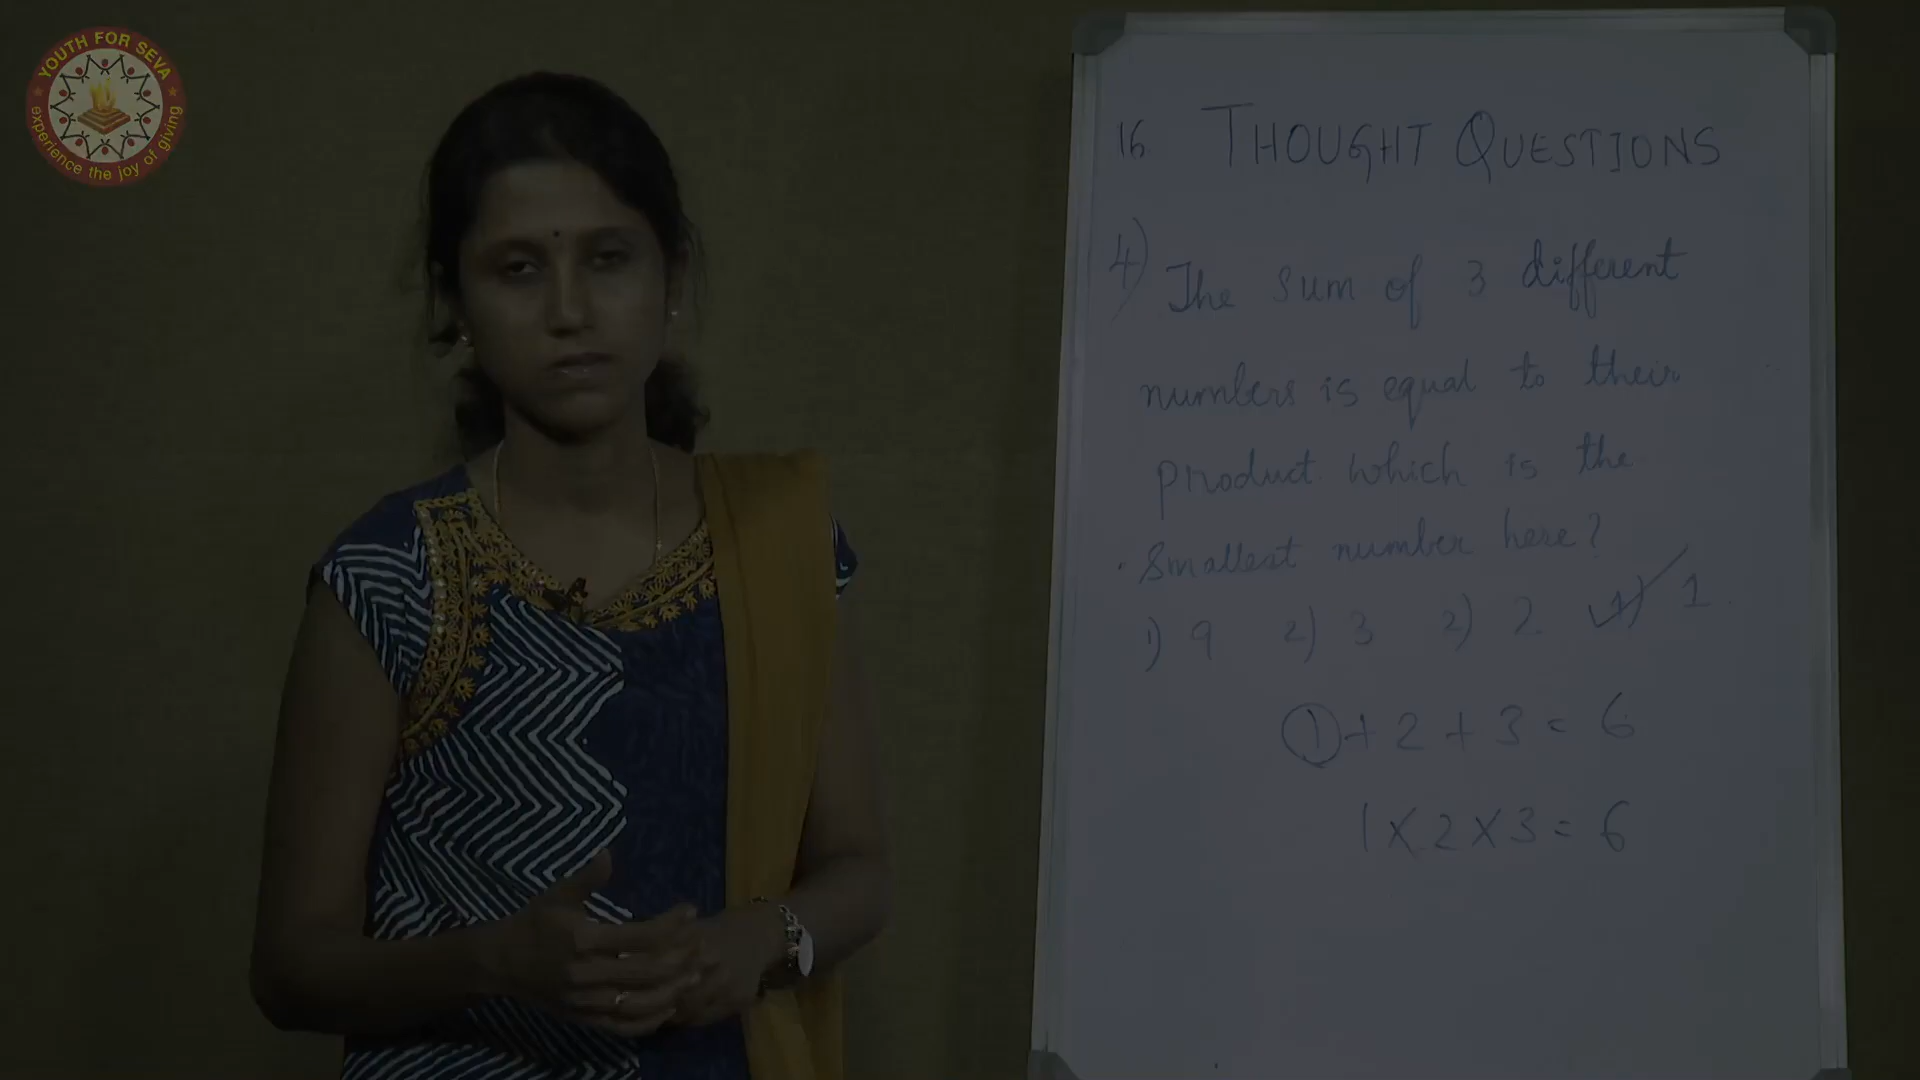 YOUTH FOR SEVA
experience the joy of giving
16 THOUGHT QUESTIONS
4) The sum of 3 different
numbers is equal to their
product which is the
smallest number here?
1) 9 2) 3 2) 2 4) 1
1 + 2 + 3 = 6
1 X 2 X 3 = 6